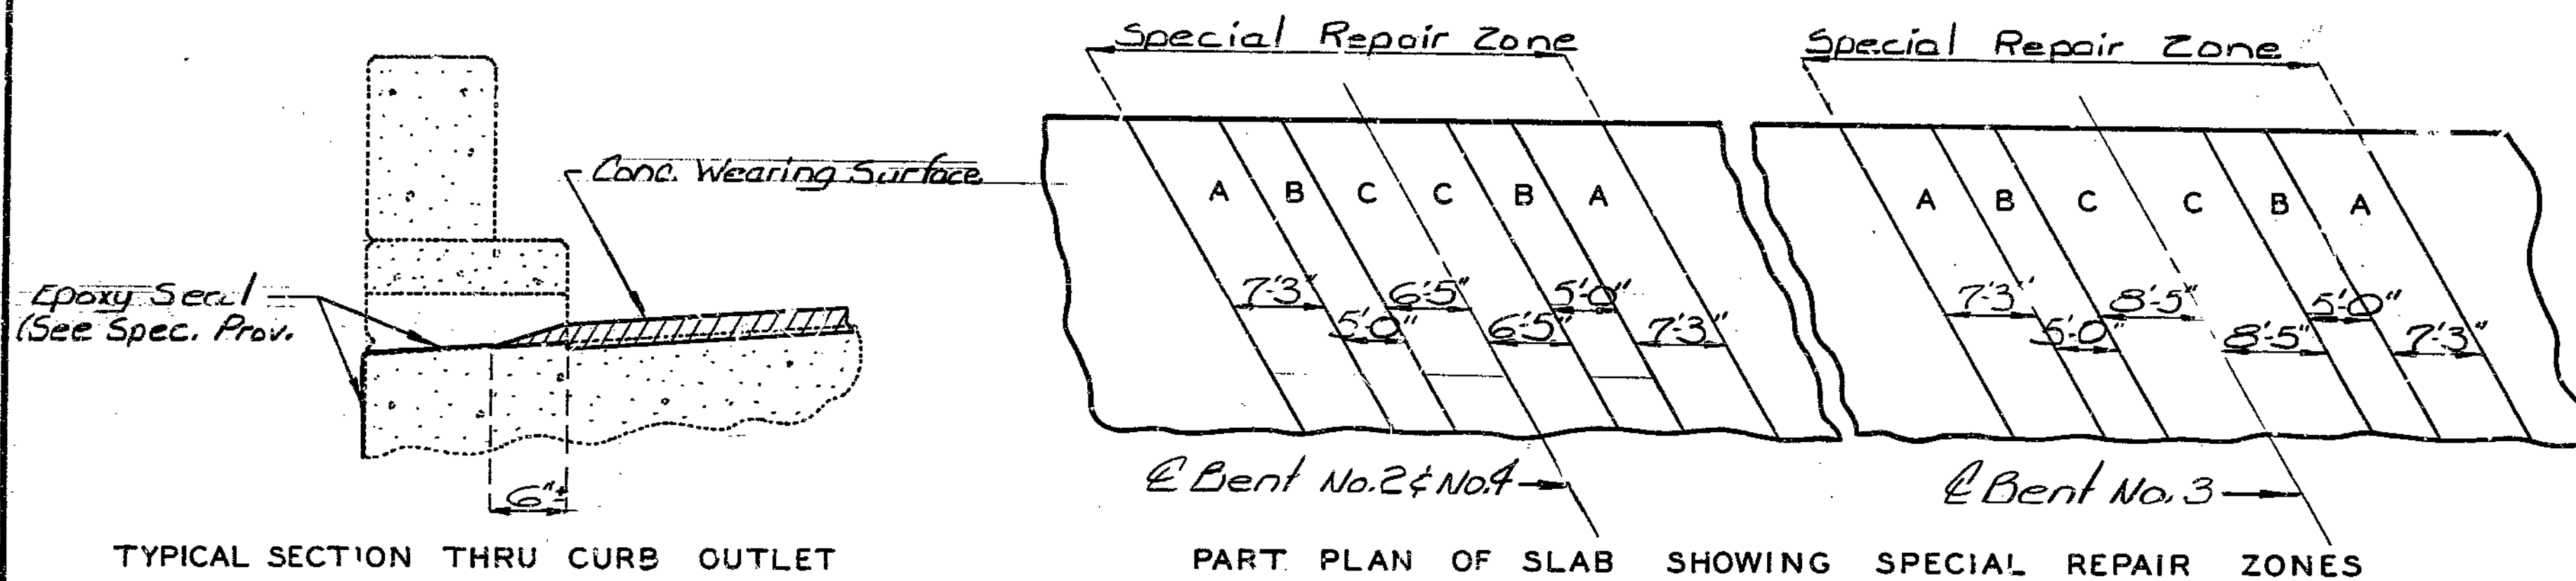 Epoxy Seal
(See Spec. Prov.
Conc. Wearing Surface
6"±
TYPICAL SECTION THRU CURB OUTLET
Special Repair Zone
A B C C B A
7'-3" 6'-5" 5'-0"
5'-0" 6'-5" 7'-3"
℄ Bent No. 2 & No. 4
Special Repair Zone
A B C C B A
7'-3" 8'-5" 5'-0"
5'-0" 8'-5" 7'-3"
℄ Bent No. 3
PART PLAN OF SLAB SHOWING SPECIAL REPAIR ZONES